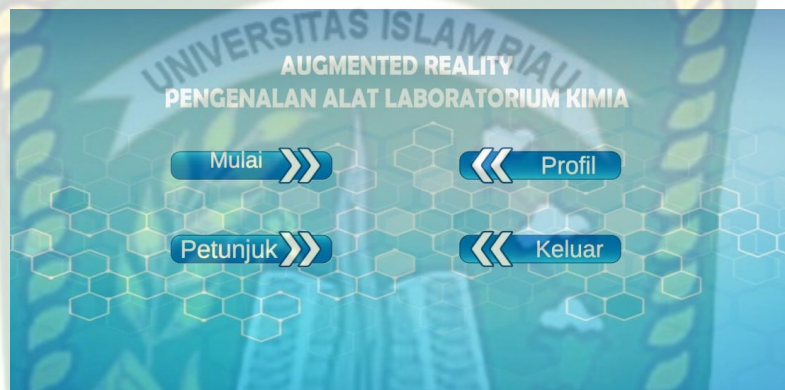 UNIVERSITAS ISLAM RIAU
AUGMENTED REALITY
PENGENALAN ALAT LABORATORIUM KIMIA
Mulai
Profil
Petunjuk
Keluar